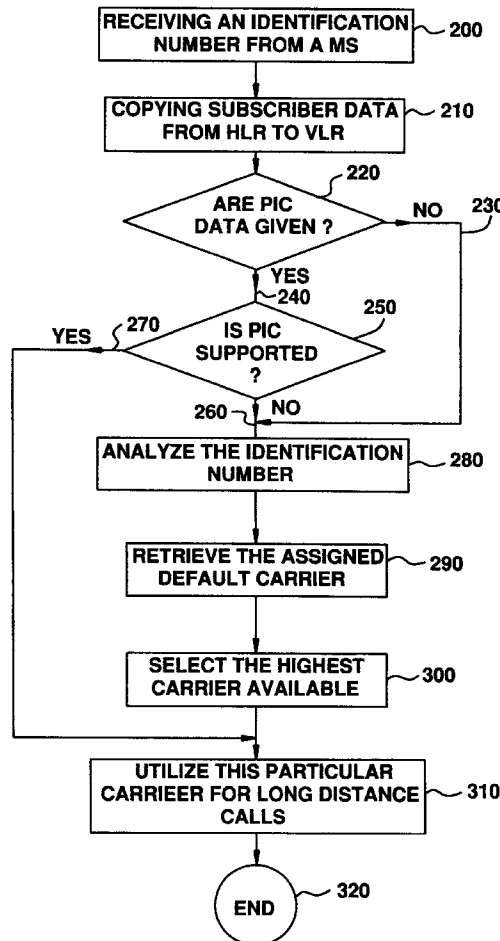 RECEIVING AN IDENTIFICATION
NUMBER FROM A MS
200
COPYING SUBSCRIBER DATA
FROM HLR TO VLR
210
220
ARE PIC
DATA GIVEN ?
NO
230
YES
240
270
YES
250
IS PIC
SUPPORTED
?
260
NO
ANALYZE THE IDENTIFICATION
NUMBER
280
RETRIEVE THE ASSIGNED
DEFAULT CARRIER
290
SELECT THE HIGHEST
CARRIER AVAILABLE
300
UTILIZE THIS PARTICULAR
CARRIEER FOR LONG DISTANCE
CALLS
310
END
320